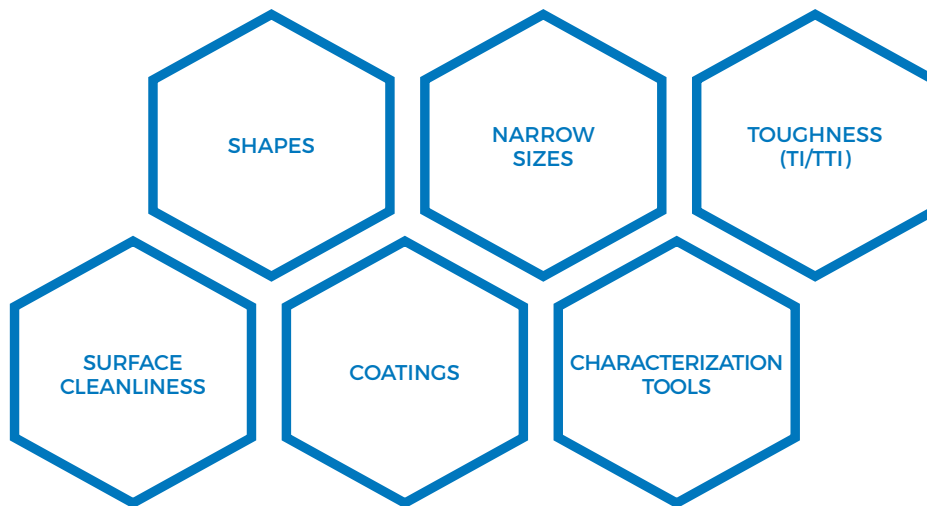 SHAPES
NARROW
SIZES
TOUGHNESS
(TI/TTI)
SURFACE
CLEANLINESS
COATINGS
CHARACTERIZATION
TOOLS